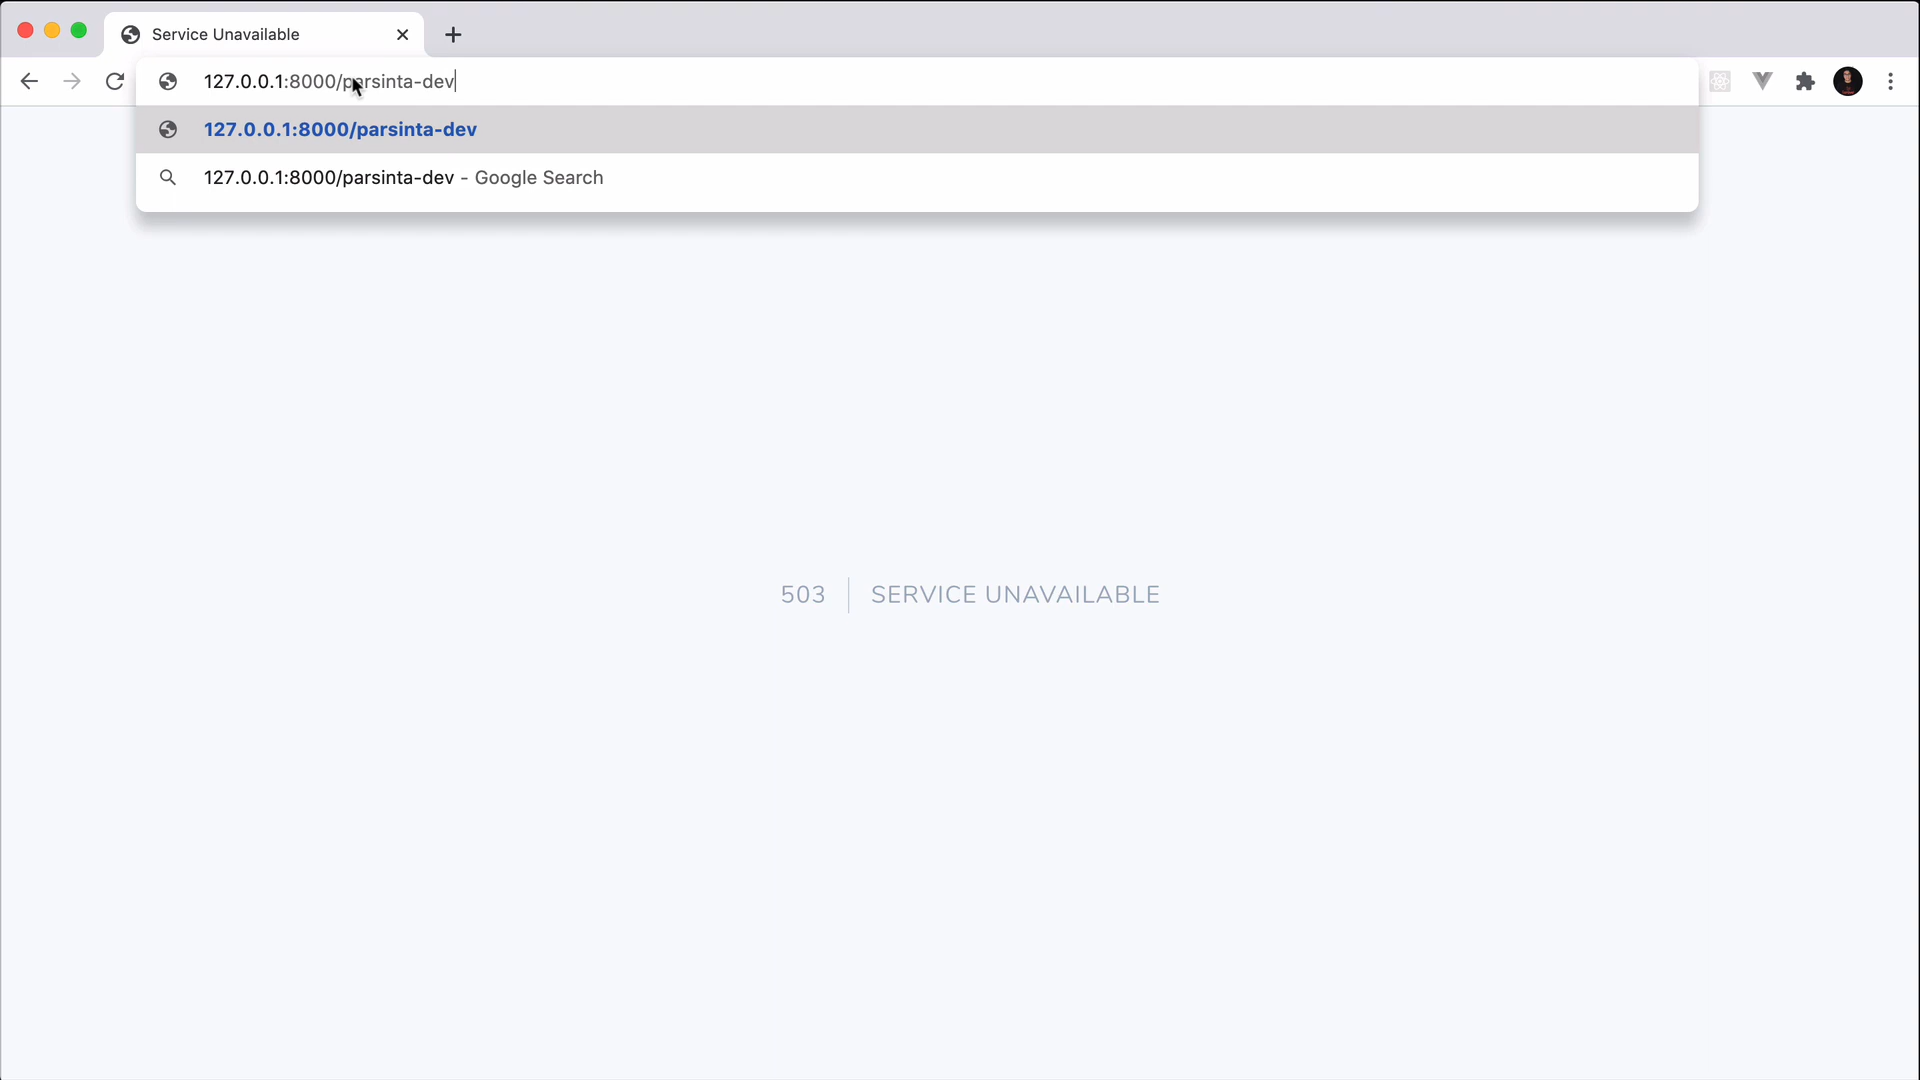 Service Unavailable
127.0.0.1:8000/parsinta-dev
127.0.0.1:8000/parsinta-dev
127.0.0.1:8000/parsinta-dev - Google Search
503 SERVICE UNAVAILABLE